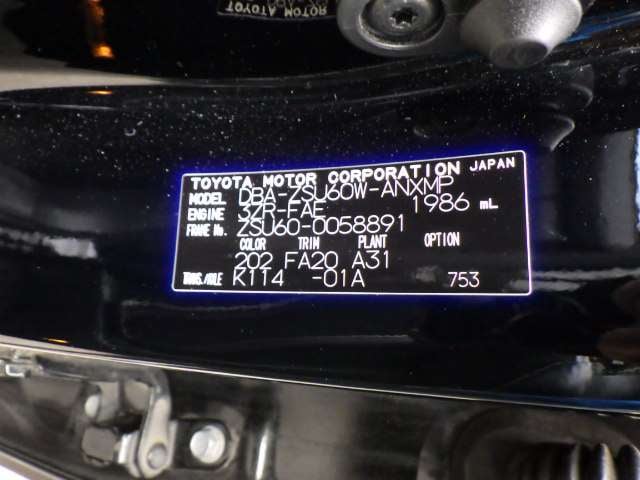 TOYOTA MOTOR CORPORATION JAPAN
MODEL DBA-ZSU60W-ANXMP
ENGINE 3ZR-FAE 1986 mL
FRAME No. ZSU60-0058891
COLOR TRIM PLANT OPTION
202 FA20 A31
TRANS./AXLE K114 -01A 753